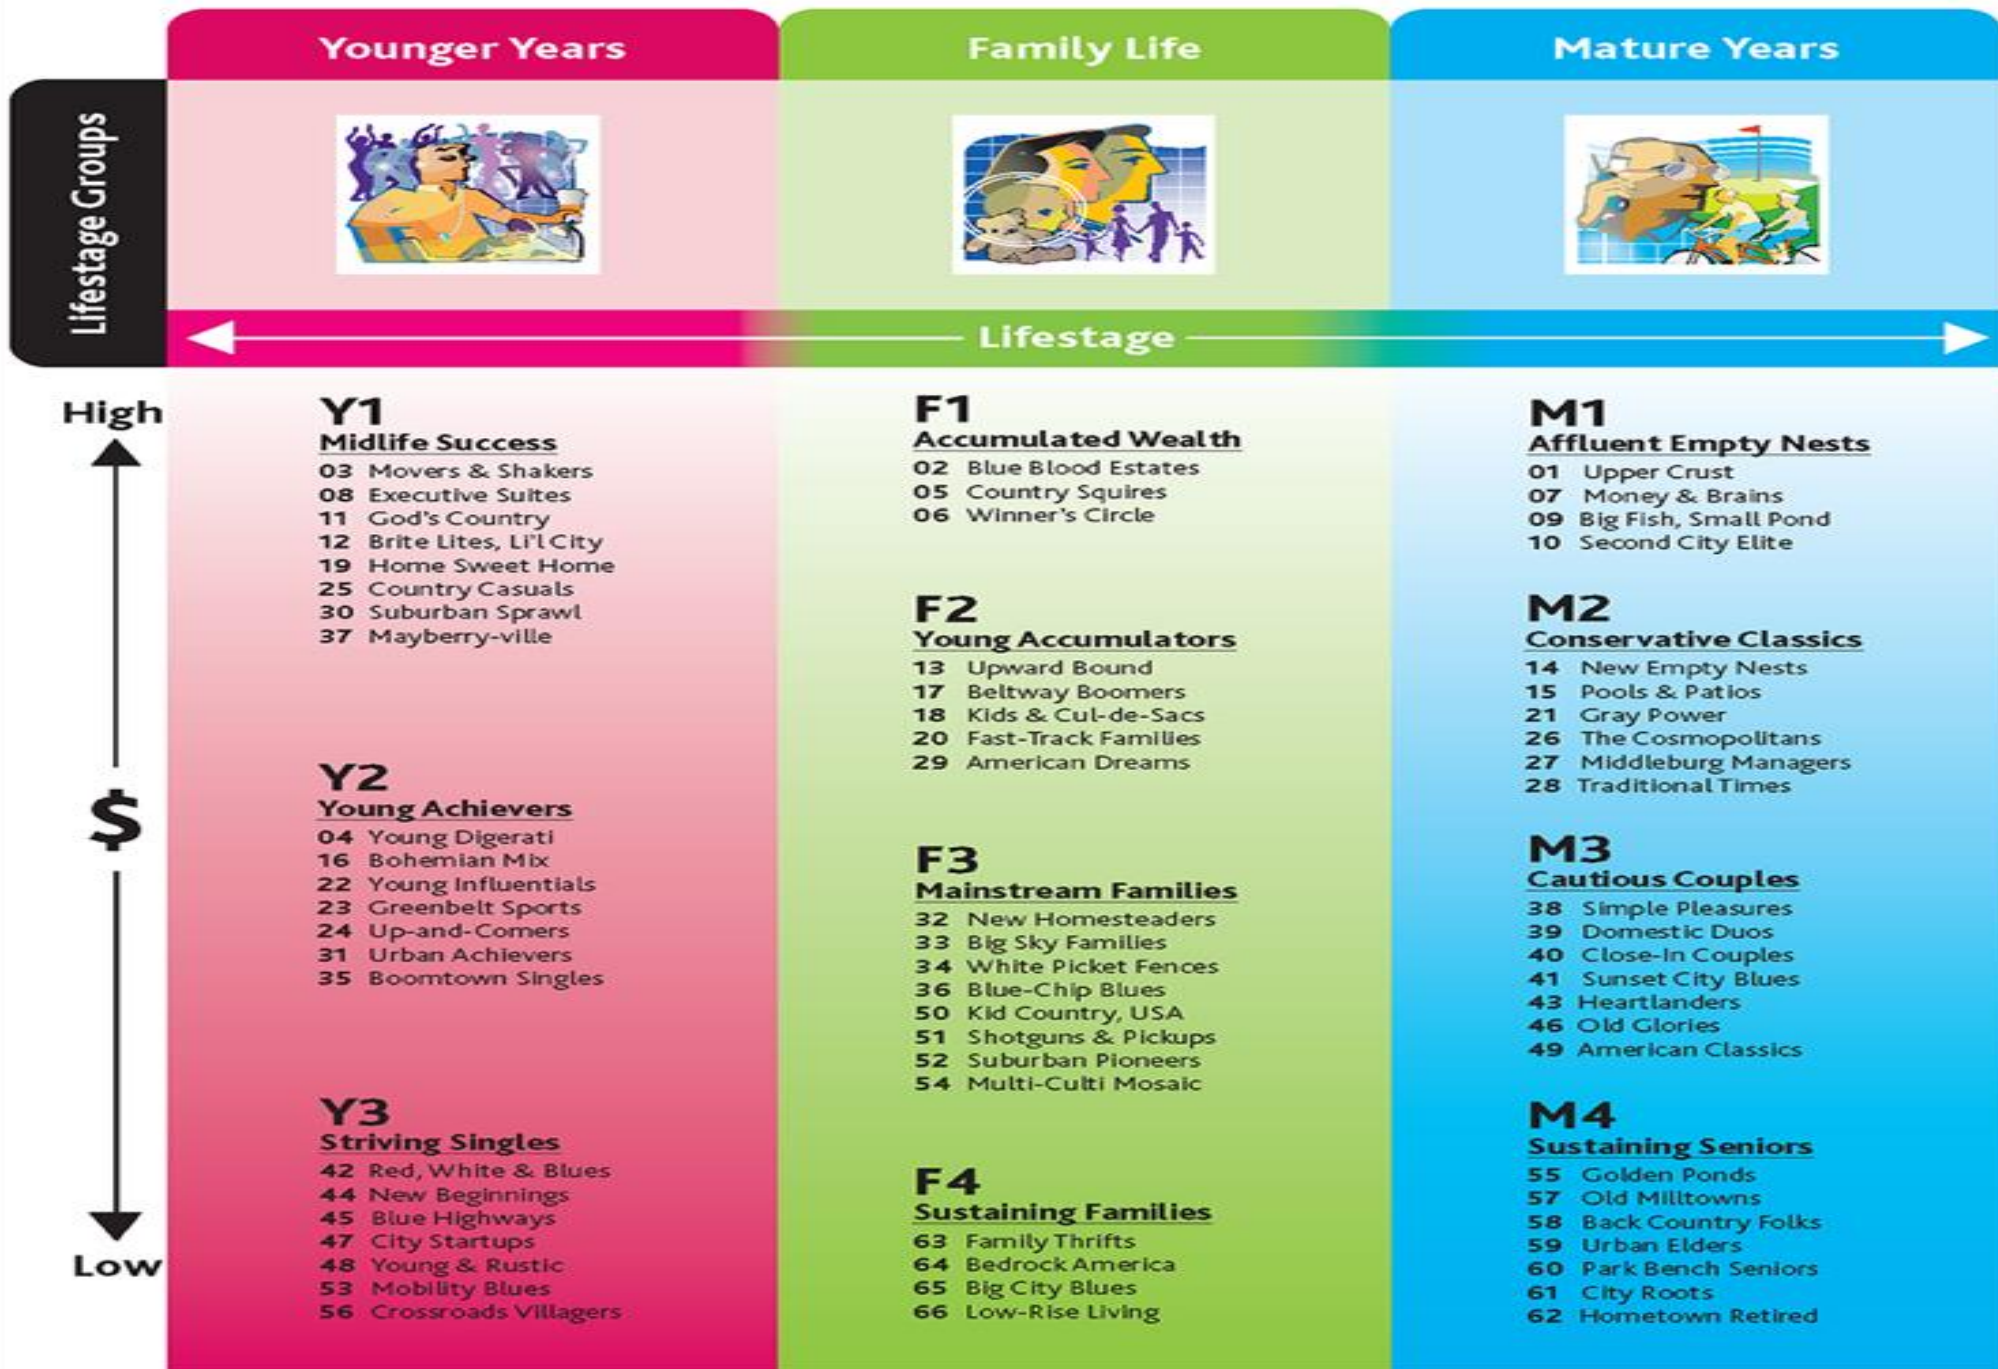 Younger Years
Family Life
Mature Years
Lifestage Groups
Lifestage
High
$
Low
Y1
Midlife Success
03 Movers & Shakers
08 Executive Suites
11 God's Country
12 Brite Lites, Li'l City
19 Home Sweet Home
25 Country Casuals
30 Suburban Sprawl
37 Mayberry-ville
Y2
Young Achievers
04 Young Digerati
16 Bohemian Mix
22 Young Influentials
23 Greenbelt Sports
24 Up-and-Comers
31 Urban Achievers
35 Boomtown Singles
Y3
Striving Singles
42 Red, White & Blues
44 New Beginnings
45 Blue Highways
47 City Startups
48 Young & Rustic
53 Mobility Blues
56 Crossroads Villagers
F1
Accumulated Wealth
02 Blue Blood Estates
05 Country Squires
06 Winner's Circle
F2
Young Accumulators
13 Upward Bound
17 Beltway Boomers
18 Kids & Cul-de-Sacs
20 Fast-Track Families
29 American Dreams
F3
Mainstream Families
32 New Homesteaders
33 Big Sky Families
34 White Picket Fences
36 Blue-Chip Blues
50 Kid Country, USA
51 Shotguns & Pickups
52 Suburban Pioneers
54 Multi-Culti Mosaic
F4
Sustaining Families
63 Family Thrifts
64 Bedrock America
65 Big City Blues
66 Low-Rise Living
M1
Affluent Empty Nests
01 Upper Crust
07 Money & Brains
09 Big Fish, Small Pond
10 Second City Elite
M2
Conservative Classics
14 New Empty Nests
15 Pools & Patios
21 Gray Power
26 The Cosmopolitans
27 Middleburg Managers
28 Traditional Times
M3
Cautious Couples
38 Simple Pleasures
39 Domestic Duos
40 Close-In Couples
41 Sunset City Blues
43 Heartlanders
46 Old Glories
49 American Classics
M4
Sustaining Seniors
55 Golden Ponds
57 Old Milltowns
58 Back Country Folks
59 Urban Elders
60 Park Bench Seniors
61 City Roots
62 Hometown Retired